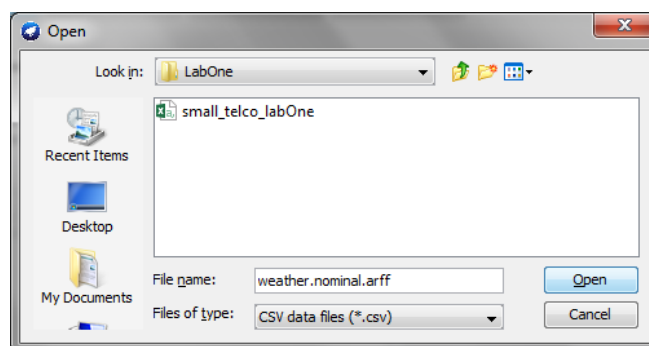 Open
Look in: LabOne
small_telco_labOne
Recent Items
Desktop
My Documents
File name: weather.nominal.arff Open
Files of type: CSV data files (*.csv) Cancel